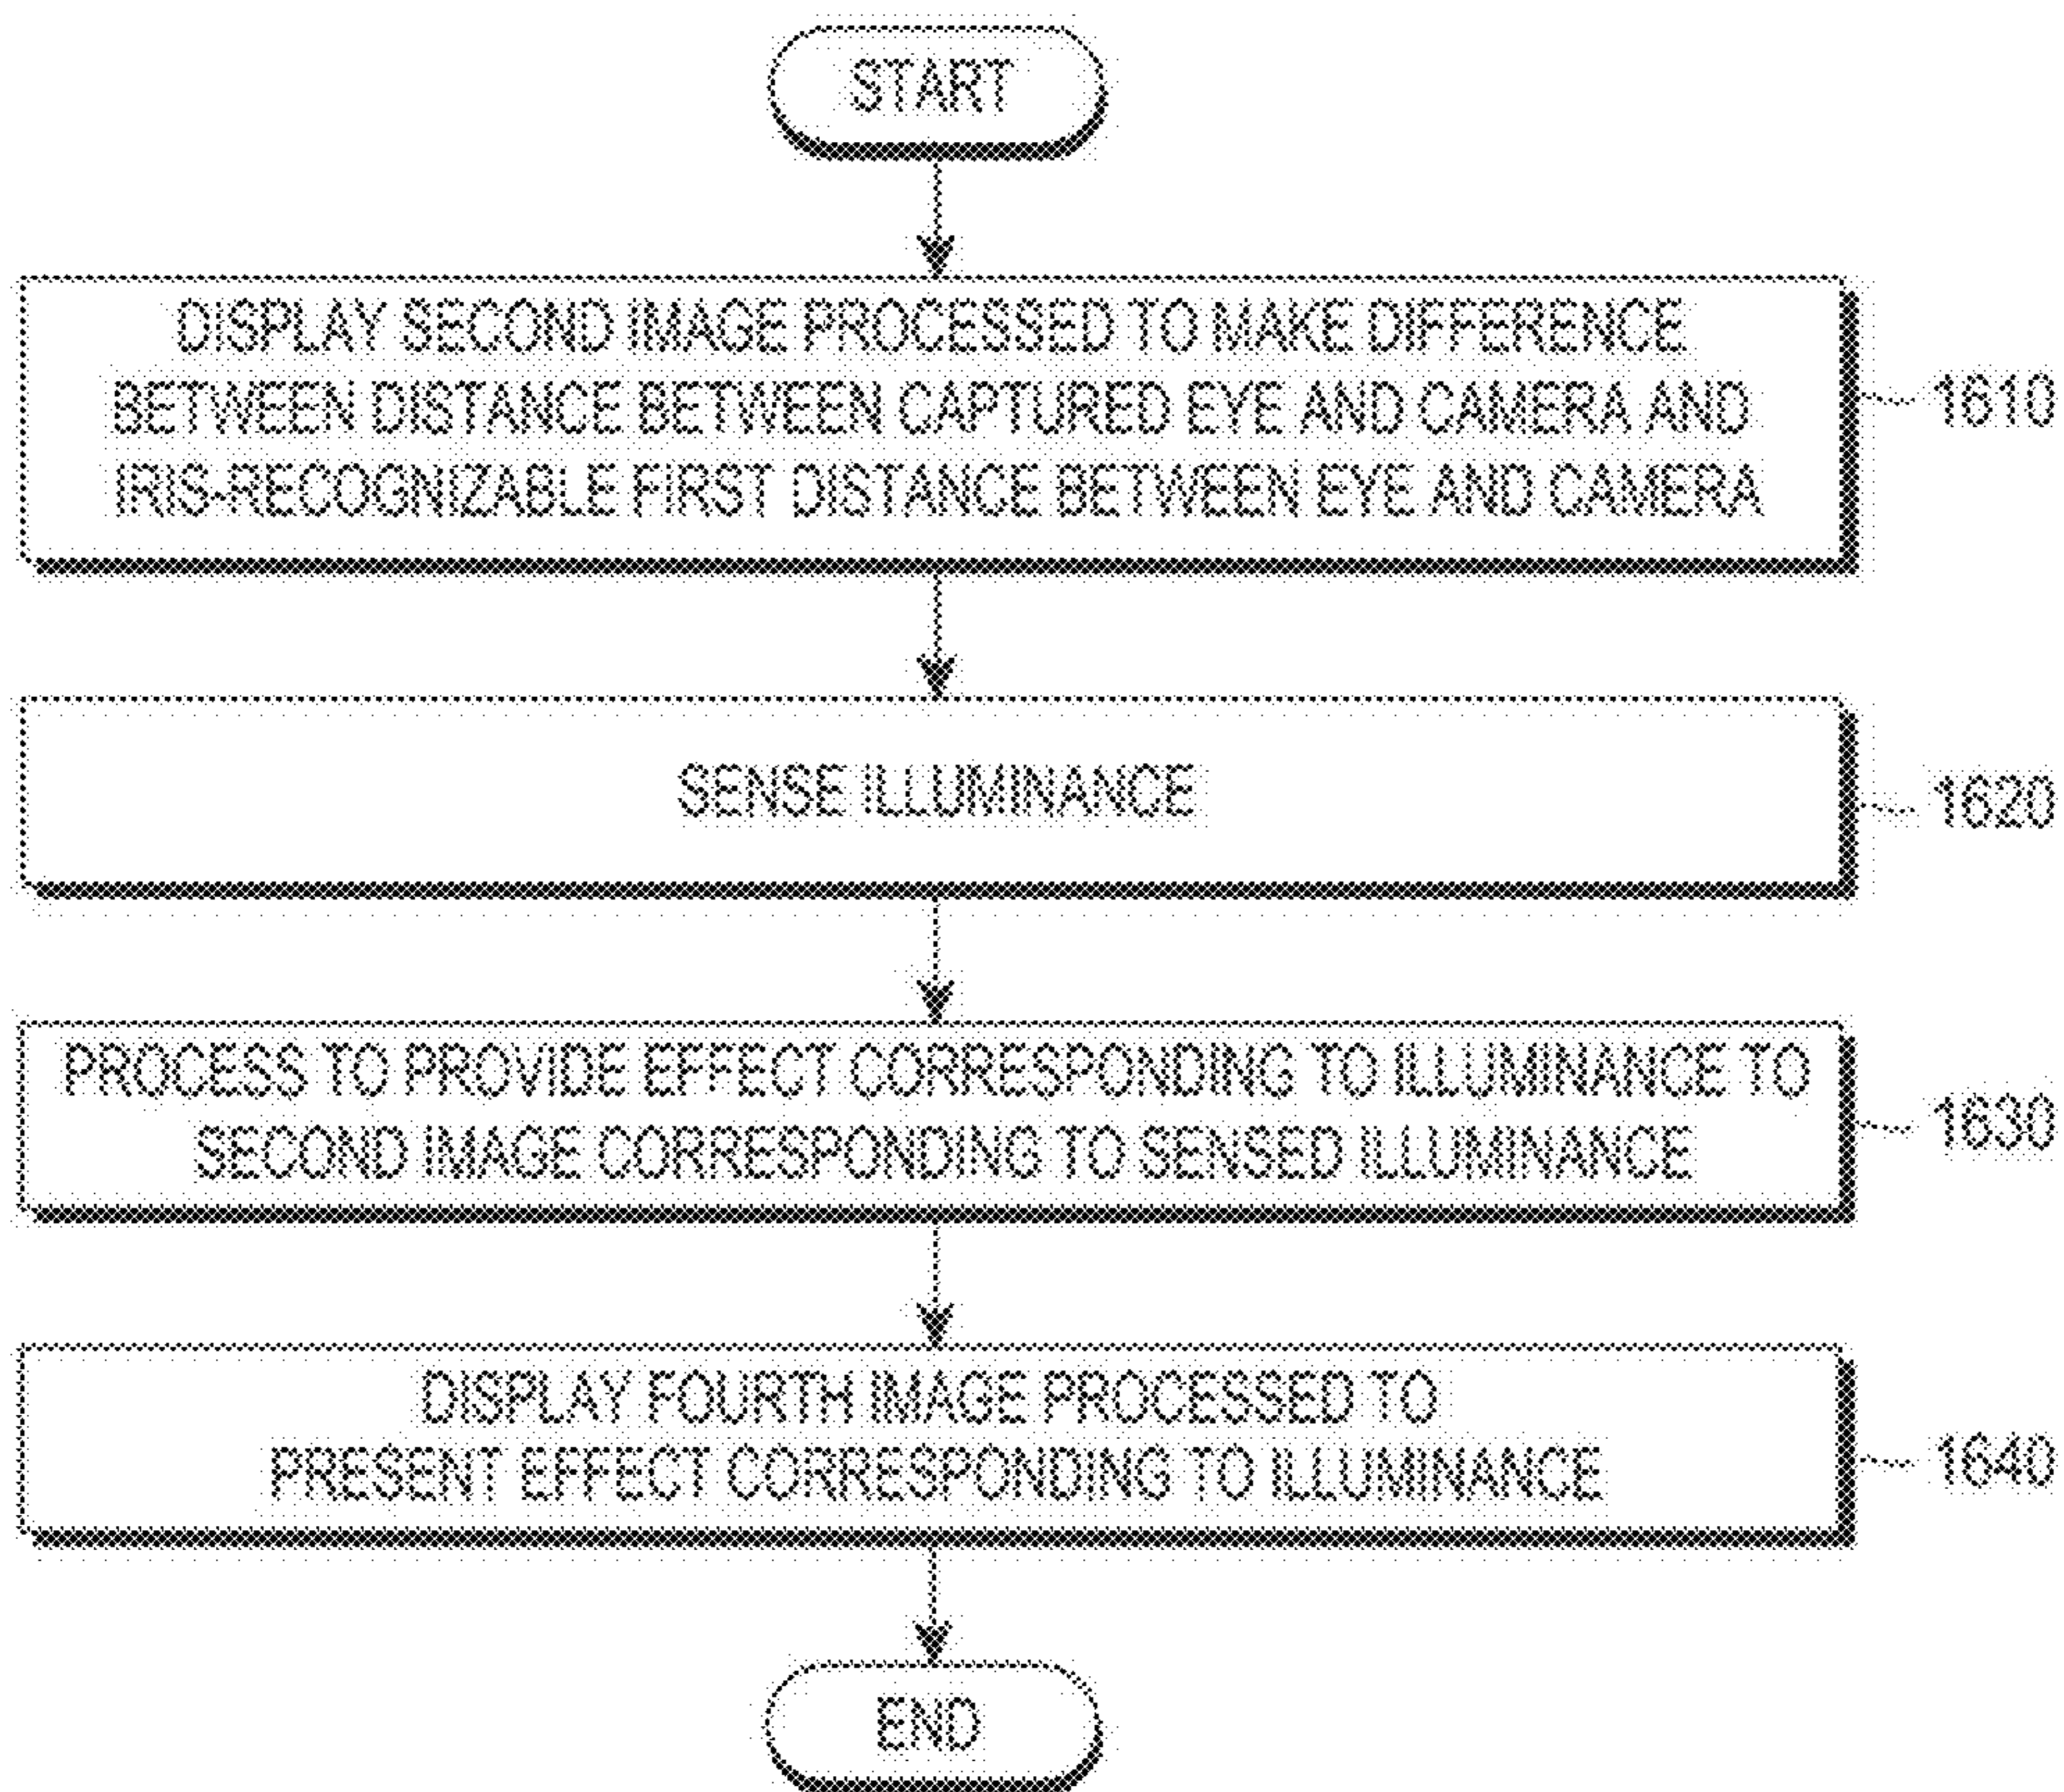 START
DISPLAY SECOND IMAGE PROCESSED TO MAKE DIFFERENCE
BETWEEN DISTANCE BETWEEN CAPTURED EYE AND CAMERA AND
IRIS-RECOGNIZABLE FIRST DISTANCE BETWEEN EYE AND CAMERA
1610
SENSE ILLUMINANCE
1620
PROCESS TO PROVIDE EFFECT CORRESPONDING TO ILLUMINANCE TO
SECOND IMAGE CORRESPONDING TO SENSED ILLUMINANCE
1630
DISPLAY FOURTH IMAGE PROCESSED TO
PRESENT EFFECT CORRESPONDING TO ILLUMINANCE
1640
END